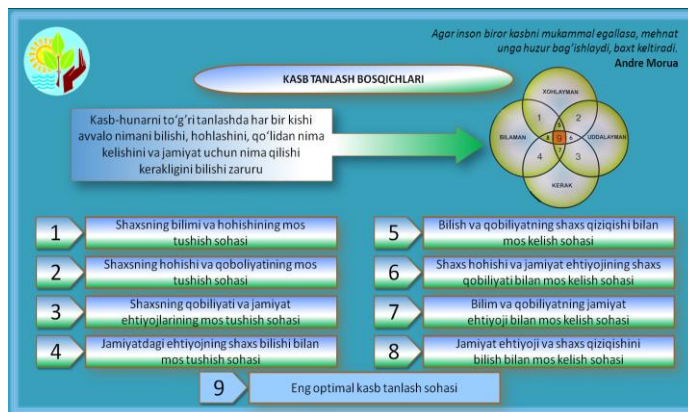 Agar inson biror kasbni mukammal egallasa, mehnat
unga huzur bag'ishlaydi, baxt keltiradi.
Andre Morua
KASB TANLASH BOSQICHLARI
Kasb-hunarni to'g'ri tanlashda har bir kishi
avvalo nimani bilishi, hohlashini, qo'lidan nima
kelishini va jamiyat uchun nima qilishi
kerakligini bilishi zaruru
XOHLAYMAN
1
2
5
BILAMAN
8
9
6
UDDALAYMAN
7
4
3
KERAK
1
Shaxsning bilimi va hohishining mos
tushish sohasi
2
Shaxsning hohishi va qoboliyatining mos
tushish sohasi
3
Shaxsning qobiliyati va jamiyat
ehtiyojlarining mos tushish sohasi
4
Jamiyatdagi ehtiyojning shaxs bilishi bilan
mos tushish sohasi
5
Bilish va qobiliyatning shaxs qiziqishi bilan
mos kelish sohasi
6
Shaxs hohishi va jamiyat ehtiyojining shaxs
qobiliyati bilan mos kelish sohasi
7
Bilim va qobiliyatning jamiyat
ehtiyoji bilan mos kelish sohasi
8
Jamiyat ehtiyoji va shaxs qiziqishini
bilish bilan mos kelish sohasi
9
Eng optimal kasb tanlash sohasi